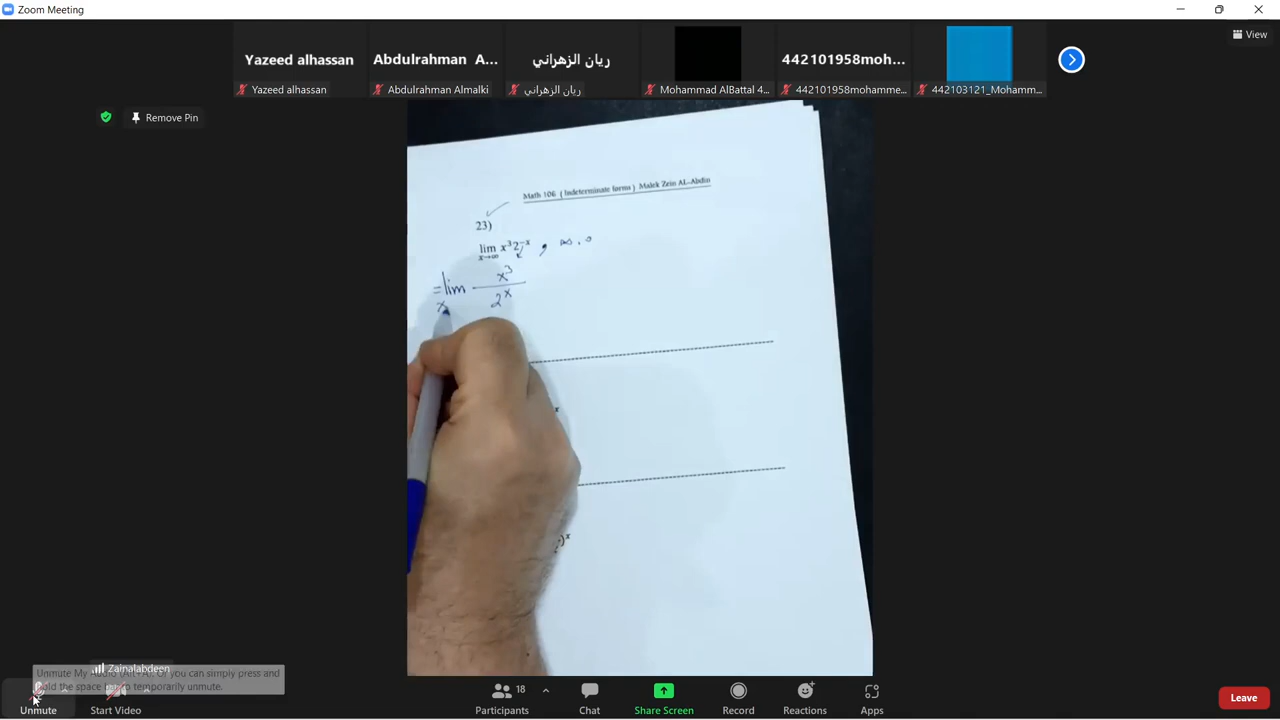 Zoom Meeting
View
Yazeed alhassan
Abdulrahman A...
ريان الزهراني
442101958moh...
Yazeed alhassan
Abdulrahman Almalki
ريان الزهراني
Mohammad AlBattal 4...
442101958mohamme...
442103121_Mohamm...
Remove Pin
Math 106 ( Indeterminate forms ) Malek Zein AL-Abdin
23)
lim x→∞ x³2⁻ˣ , ∞ . 0
= lim x x³ / 2ˣ
x
)ˣ
Zainalabdeen
Unmute My Audio (Alt+A). Or you can simply press and
hold the space bar to temporarily unmute.
Unmute
Start Video
Participants
18
Chat
Share Screen
Record
Reactions
Apps
Leave